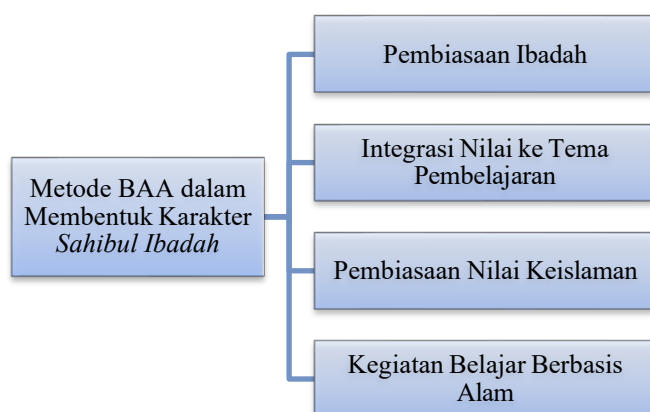 Metode BAA dalam
Membentuk Karakter
Sahibul Ibadah
Pembiasaan Ibadah
Integrasi Nilai ke Tema
Pembelajaran
Pembiasaan Nilai Keislaman
Kegiatan Belajar Berbasis
Alam